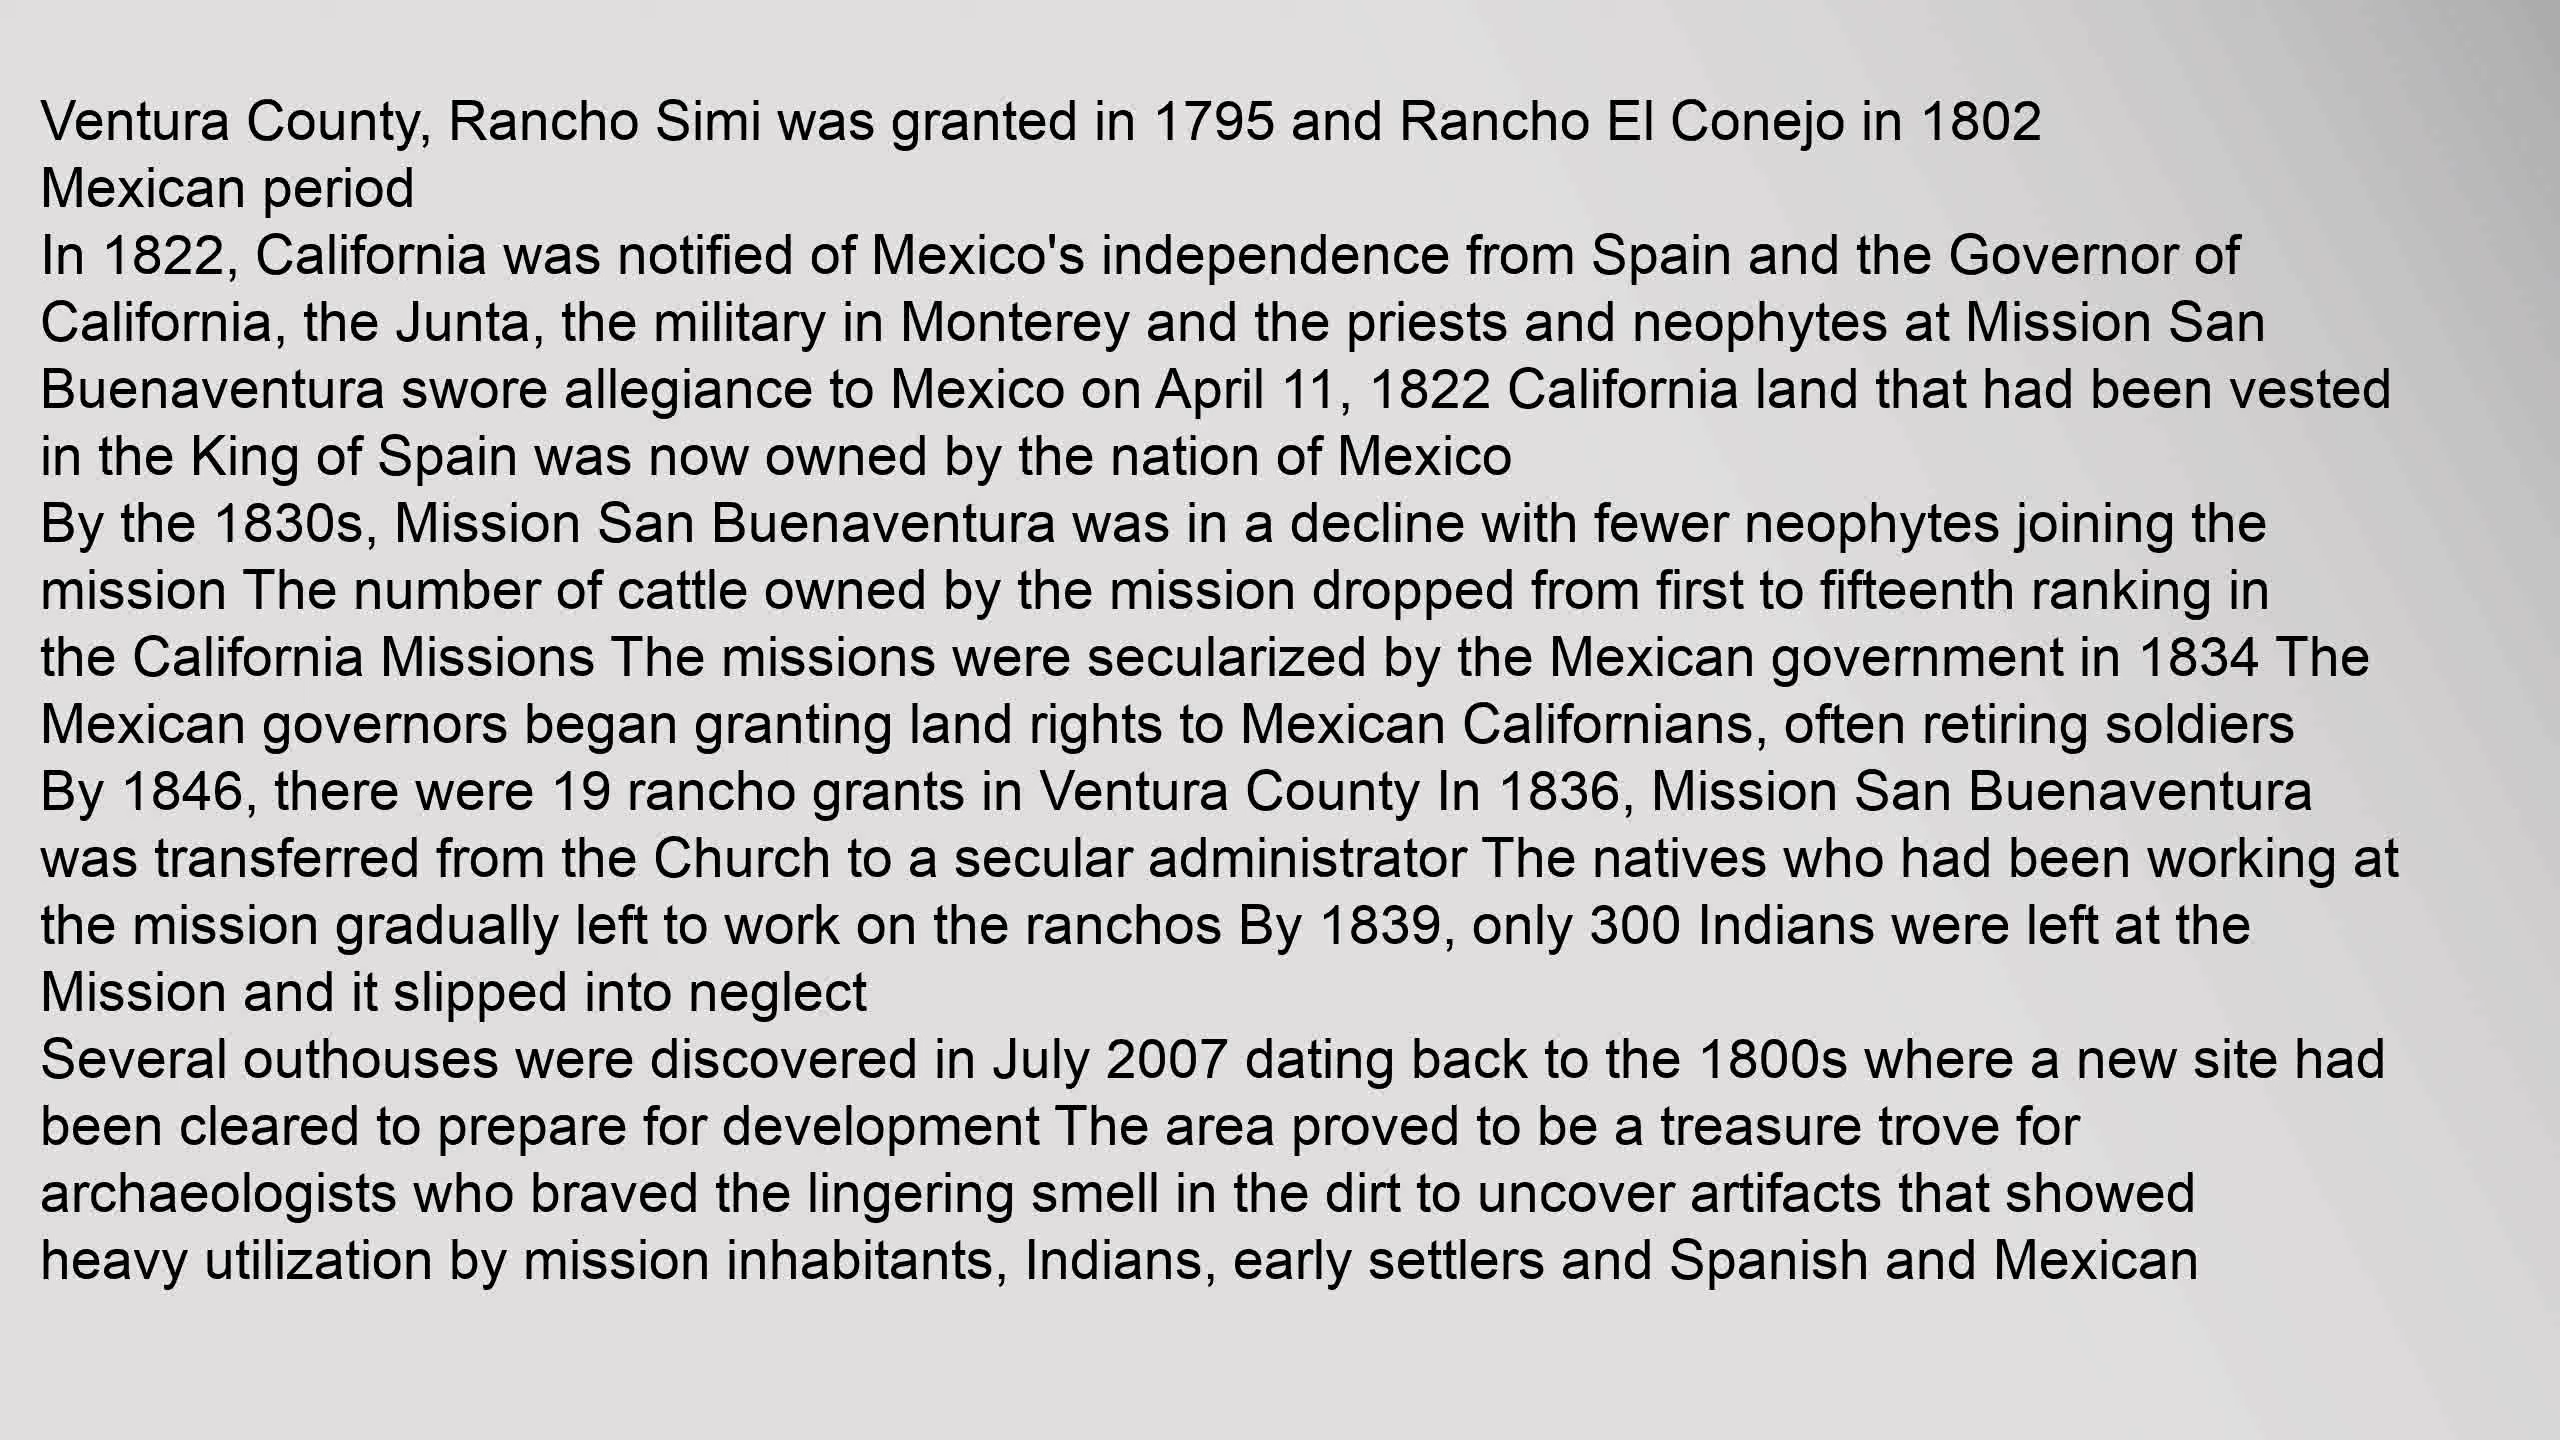 Ventura County, Rancho Simi was granted in 1795 and Rancho El Conejo in 1802
Mexican period
In 1822, California was notified of Mexico's independence from Spain and the Governor of
California, the Junta, the military in Monterey and the priests and neophytes at Mission San
Buenaventura swore allegiance to Mexico on April 11, 1822 California land that had been vested
in the King of Spain was now owned by the nation of Mexico
By the 1830s, Mission San Buenaventura was in a decline with fewer neophytes joining the
mission The number of cattle owned by the mission dropped from first to fifteenth ranking in
the California Missions The missions were secularized by the Mexican government in 1834 The
Mexican governors began granting land rights to Mexican Californians, often retiring soldiers
By 1846, there were 19 rancho grants in Ventura County In 1836, Mission San Buenaventura
was transferred from the Church to a secular administrator The natives who had been working at
the mission gradually left to work on the ranchos By 1839, only 300 Indians were left at the
Mission and it slipped into neglect
Several outhouses were discovered in July 2007 dating back to the 1800s where a new site had
been cleared to prepare for development The area proved to be a treasure trove for
archaeologists who braved the lingering smell in the dirt to uncover artifacts that showed
heavy utilization by mission inhabitants, Indians, early settlers and Spanish and Mexican